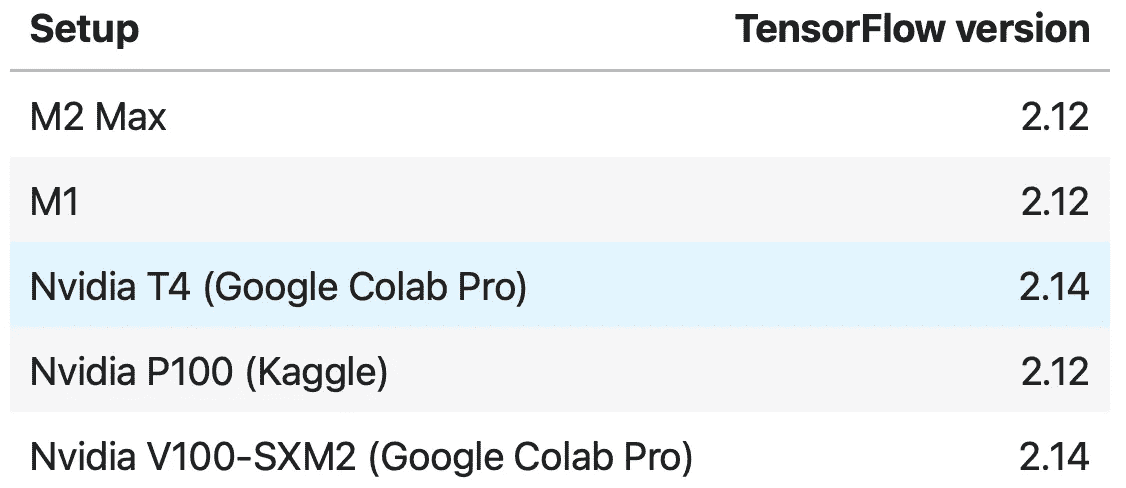 Setup TensorFlow version
M2 Max 2.12
M1 2.12
Nvidia T4 (Google Colab Pro) 2.14
Nvidia P100 (Kaggle) 2.12
Nvidia V100-SXM2 (Google Colab Pro) 2.14